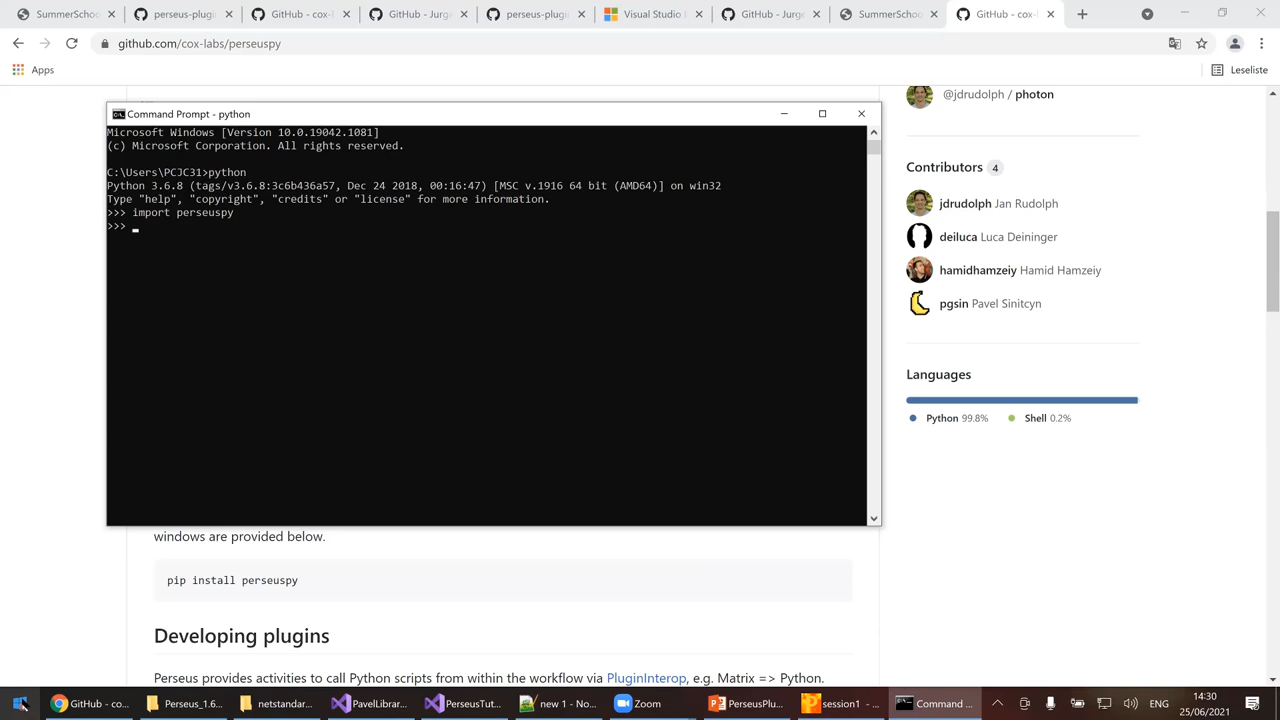 SummerSchoo
perseus-plugin
GitHub - cox-l
GitHub - Jurge
perseus-plugin
Visual Studio
GitHub - Jurge
SummerSchoo
GitHub - cox-l
github.com/cox-labs/perseuspy
Apps
Leseliste
@jdrudolph / photon
Command Prompt - python
Microsoft Windows [Version 10.0.19042.1081]
(c) Microsoft Corporation. All rights reserved.
C:\Users\PCJC31>python
Python 3.6.8 (tags/v3.6.8:3c6b436a57, Dec 24 2018, 00:16:47) [MSC v.1916 64 bit (AMD64)] on win32
Type "help", "copyright", "credits" or "license" for more information.
>>> import perseuspy
>>>
Contributors 4
jdrudolph Jan Rudolph
deiluca Luca Deininger
hamidhamzeiy Hamid Hamzeiy
pgsin Pavel Sinitcyn
Languages
Python 99.8% Shell 0.2%
windows are provided below.
pip install perseuspy
Developing plugins
Perseus provides activities to call Python scripts from within the workflow via PluginInterop, e.g. Matrix => Python.
GitHub - co...
Perseus_1.6...
netstandar...
PavelLibrar...
PerseusTut...
new 1 - No...
Zoom
PerseusPlu...
session1 - ...
Command ...
14:30
25/06/2021